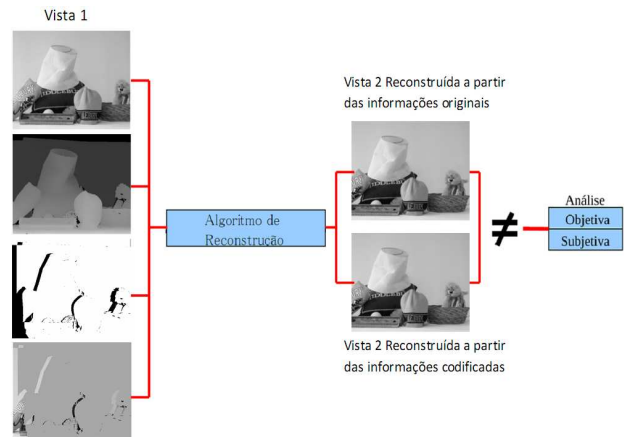 Vista 1
Vista 2 Reconstruída a partir
das informações originais
Algoritmo de
Reconstrução
≠
Análise
Objetiva
Subjetiva
Vista 2 Reconstruída a partir
das informações codificadas